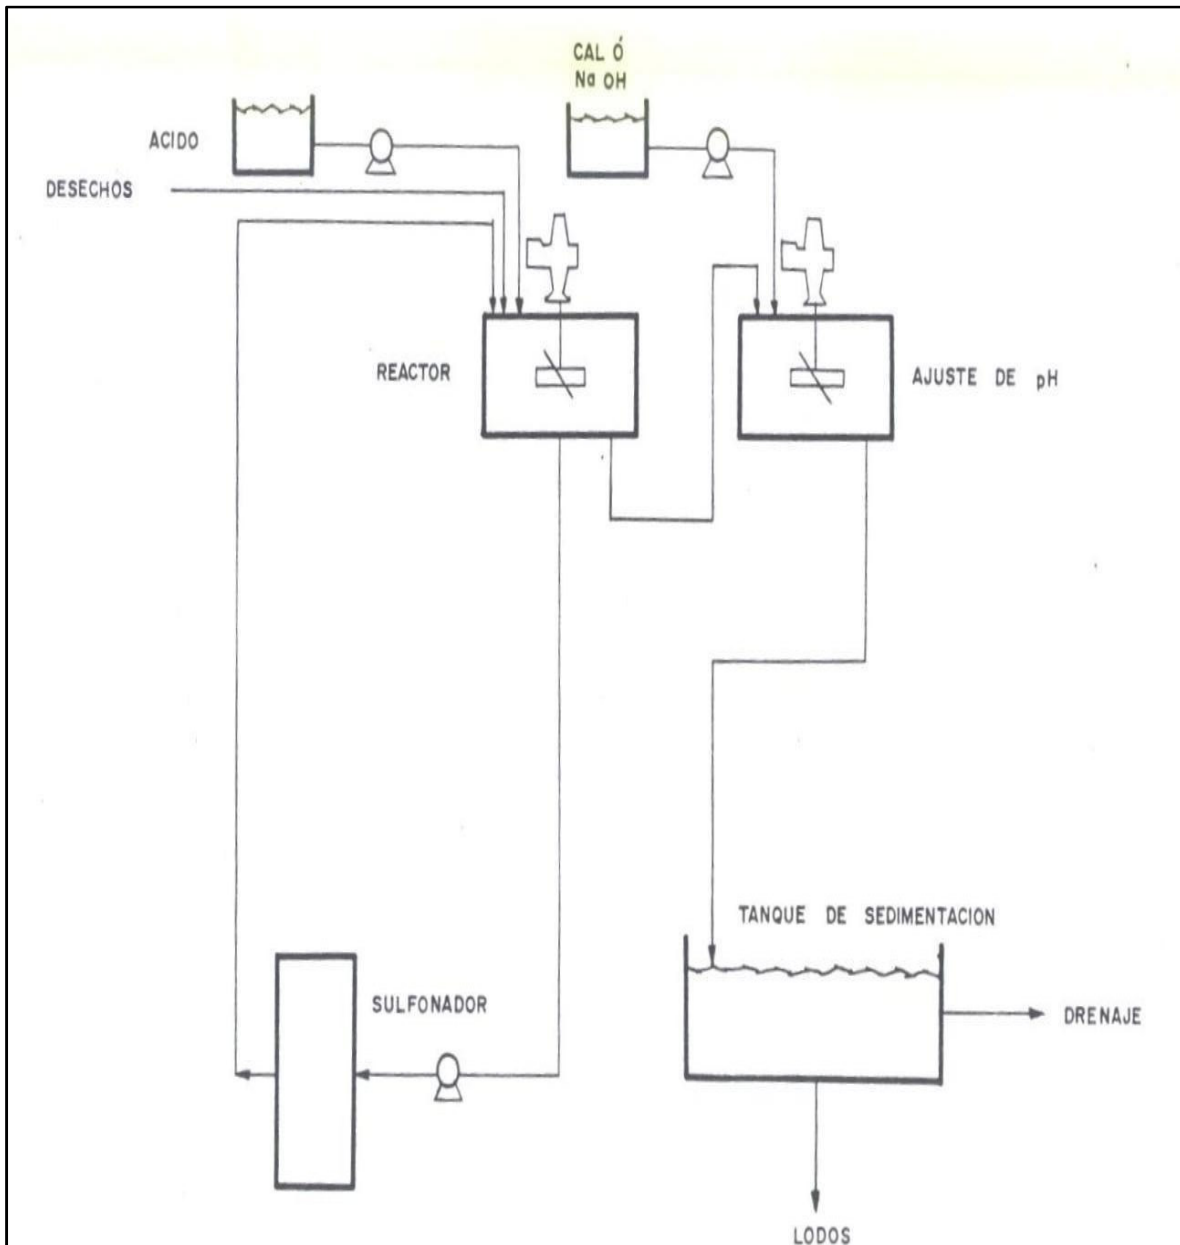 CAL Ó
Na OH
ACIDO
DESECHOS
REACTOR
AJUSTE DE pH
TANQUE DE SEDIMENTACION
SULFONADOR
DRENAJE
LODOS